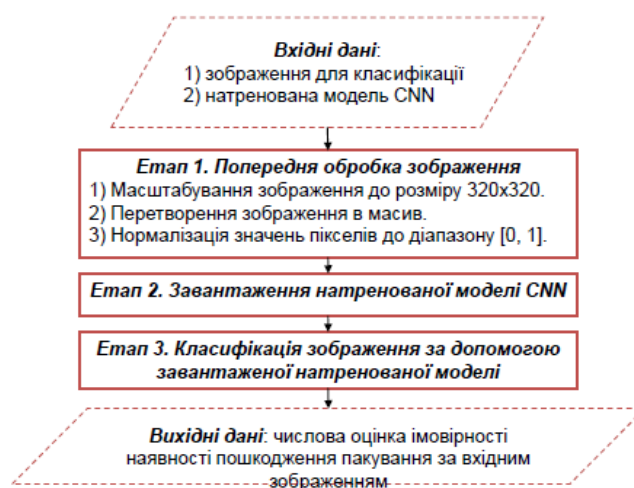 Вхідні дані:
1) зображення для класифікації
2) натренована модель CNN
Етап 1. Попередня обробка зображення
1) Масштабування зображення до розміру 320x320.
2) Перетворення зображення в масив.
3) Нормалізація значень пікселів до діапазону [0, 1].
Етап 2. Завантаження натренованої моделі CNN
Етап 3. Класифікація зображення за допомогою
завантаженої натренованої моделі
Вихідні дані: числова оцінка імовірності
наявності пошкодження пакування за вхідним
зображенням